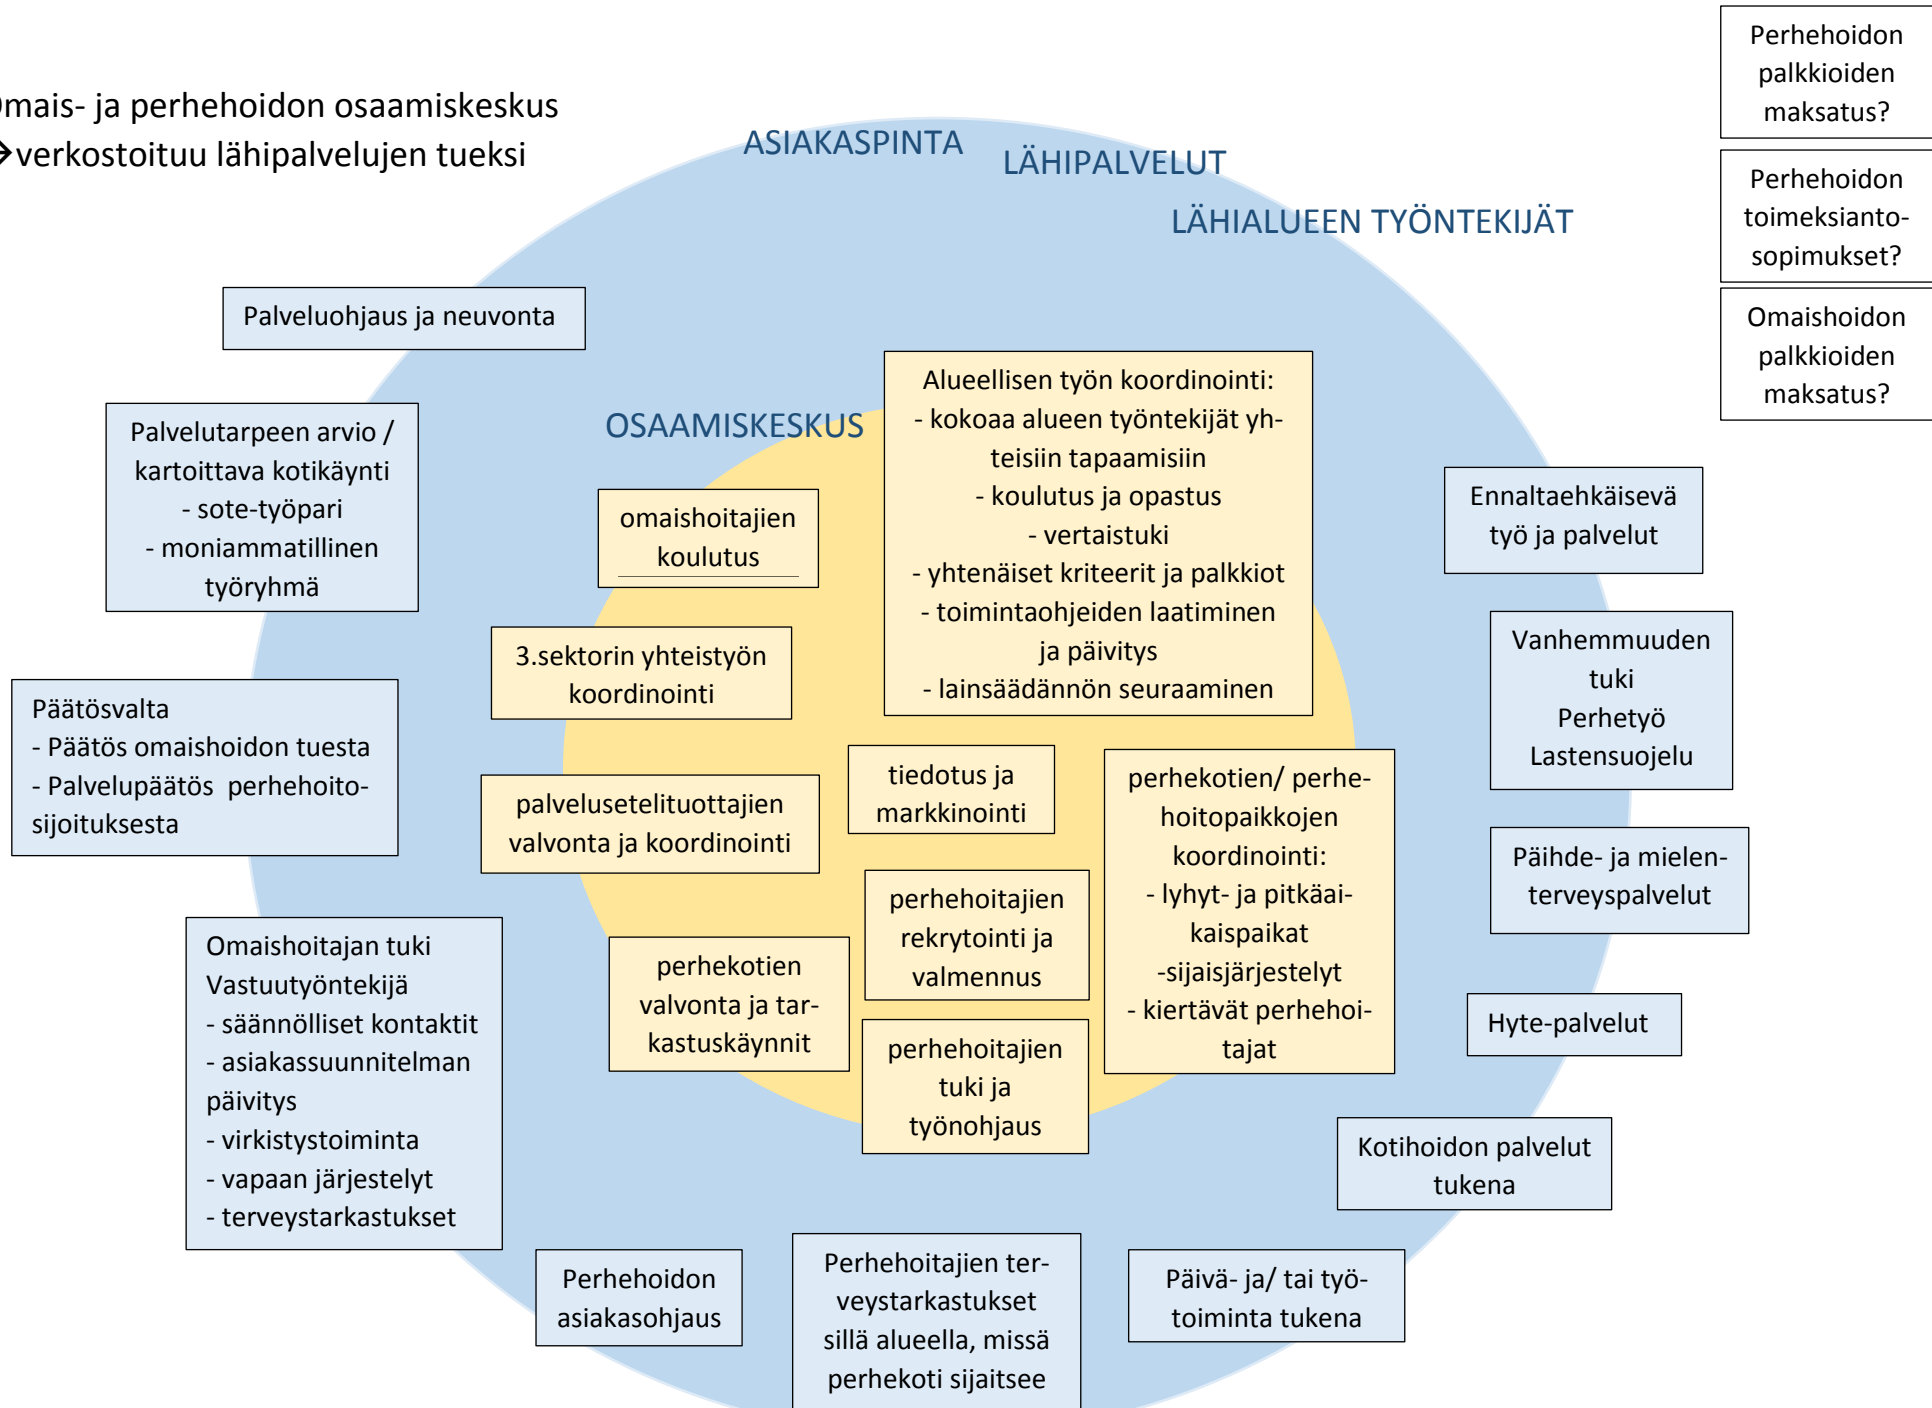 Omais- ja perhehoidon osaamiskeskus
→verkostoituu lähipalvelujen tueksi
ASIAKASPINTA
LÄHIPALVELUT
LÄHIALUEEN TYÖNTEKIJÄT
Perhehoidon
palkkioiden
maksatus?
Perhehoidon
toimeksianto-
sopimukset?
Omaishoidon
palkkioiden
maksatus?
Palveluohjaus ja neuvonta
Palvelutarpeen arvio /
kartoittava kotikäynti
- sote-työpari
- moniammatillinen
työryhmä
Päätösvalta
- Päätös omaishoidon tuesta
- Palvelupäätös  perhehoito-
sijoituksesta
Omaishoitajan tuki
Vastuutyöntekijä
- säännölliset kontaktit
- asiakassuunnitelman
päivitys
- virkistystoiminta
- vapaan järjestelyt
- terveystarkastukset
OSAAMISKESKUS
omaishoitajien
koulutus
3.sektorin yhteistyön
koordinointi
palvelusetelituottajien
valvonta ja koordinointi
perhekotien
valvonta ja tar-
kastuskäynnit
Alueellisen työn koordinointi:
- kokoaa alueen työntekijät yh-
teisiin tapaamisiin
- koulutus ja opastus
- vertaistuki
- yhtenäiset kriteerit ja palkkiot
- toimintaohjeiden laatiminen
ja päivitys
- lainsäädännön seuraaminen
tiedotus ja
markkinointi
perhehoitajien
rekrytointi ja
valmennus
perhehoitajien
tuki ja
työnohjaus
perhekotien/ perhe-
hoitopaikkojen
koordinointi:
- lyhyt- ja pitkäai-
kaispaikat
-sijaisjärjestelyt
- kiertävät perhehoi-
tajat
Ennaltaehkäisevä
työ ja palvelut
Vanhemmuuden
tuki
Perhetyö
Lastensuojelu
Päihde- ja mielen-
terveyspalvelut
Hyte-palvelut
Kotihoidon palvelut
tukena
Perhehoidon
asiakasohjaus
Perhehoitajien ter-
veystarkastukset
sillä alueella, missä
perhekoti sijaitsee
Päivä- ja/ tai työ-
toiminta tukena